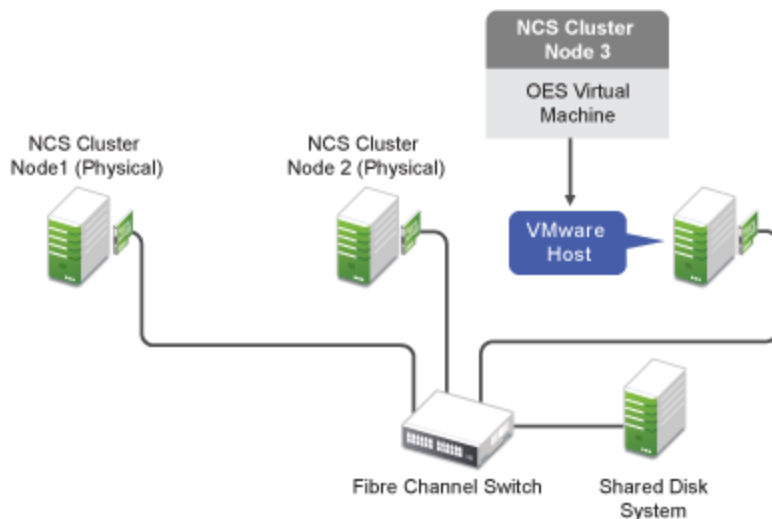 NCS Cluster
Node 3
OES Virtual
Machine
NCS Cluster
Node1 (Physical)
NCS Cluster
Node 2 (Physical)
VMware
Host
Fibre Channel Switch
Shared Disk
System